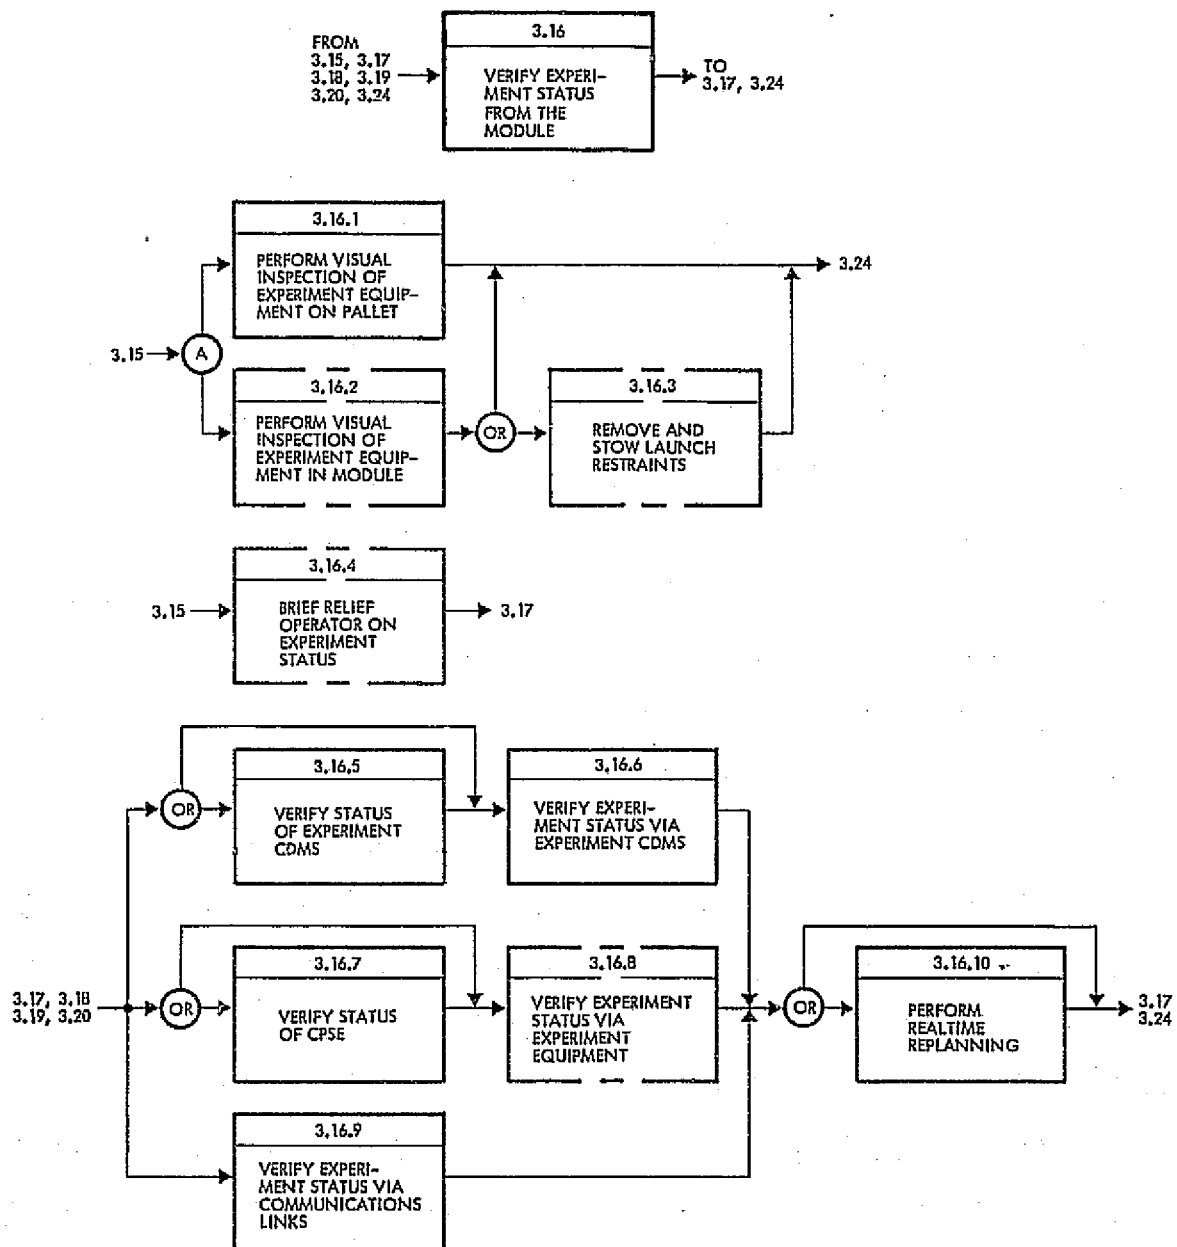 3.16
FROM
3.15, 3.17
3.18, 3.19
3.20, 3.24
VERIFY EXPERI-
MENT STATUS
FROM THE
MODULE
TO
3.17, 3.24
3.16.1
PERFORM VISUAL
INSPECTION OF
EXPERIMENT EQUIP-
MENT ON PALLET
3.24
3.15
A
3.16.2
PERFORM VISUAL
INSPECTION OF
EXPERIMENT EQUIP-
MENT IN MODULE
OR
3.16.3
REMOVE AND
STOW LAUNCH
RESTRAINTS
3.16.4
3.15
BRIEF RELIEF
OPERATOR ON
EXPERIMENT
STATUS
3.17
3.16.5
OR
VERIFY STATUS
OF EXPERIMENT
CDMS
3.16.6
VERIFY EXPERI-
MENT STATUS VIA
EXPERIMENT CDMS
3.17, 3.18
3.19, 3.20
OR
3.16.7
VERIFY STATUS
OF CPSE
3.16.8
VERIFY EXPERIMENT
STATUS VIA
EXPERIMENT
EQUIPMENT
OR
3.16.10
PERFORM
REALTIME
REPLANNING
3.17
3.24
3.16.9
VERIFY EXPERI-
MENT STATUS VIA
COMMUNICATIONS
LINKS